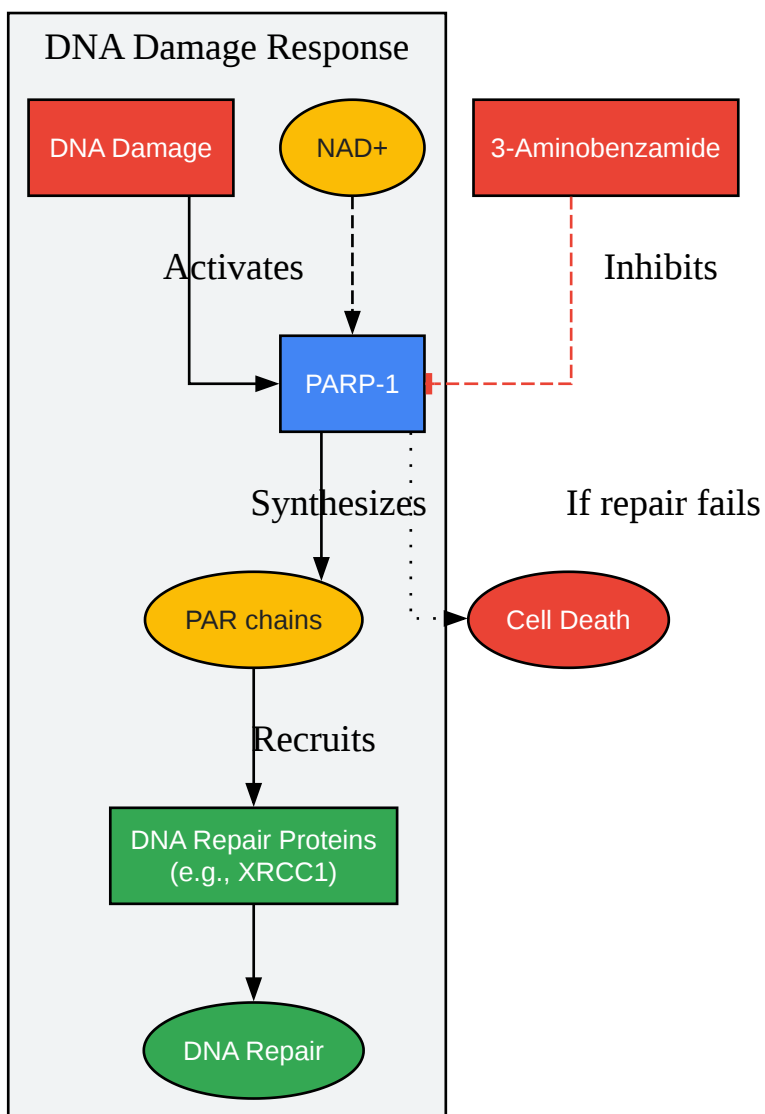 DNA Damage Response
DNA Damage
NAD+
3-Aminobenzamide
Activates
Inhibits
PARP-1
Synthesizes
If repair fails
PAR chains
Cell Death
Recruits
DNA Repair Proteins
(e.g., XRCC1)
DNA Repair